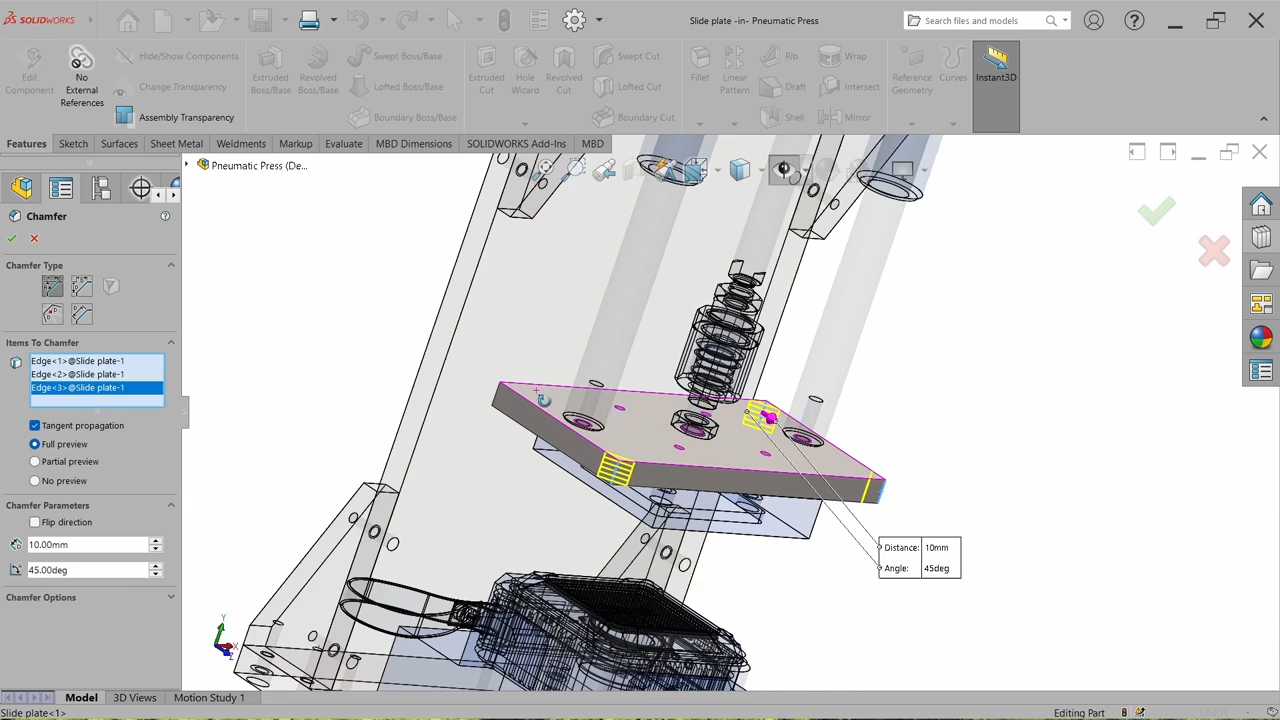 SOLIDWORKS
Slide plate -in- Pneumatic Press
Search files and models
Edit Component
No External References
Hide/Show Components
Change Transparency
Assembly Transparency
Extruded Boss/Base
Revolved Boss/Base
Swept Boss/Base
Lofted Boss/Base
Boundary Boss/Base
Extruded Cut
Hole Wizard
Revolved Cut
Swept Cut
Lofted Cut
Boundary Cut
Fillet
Linear Pattern
Rib
Draft
Shell
Wrap
Intersect
Mirror
Reference Geometry
Curves
Instant3D
Features
Sketch
Surfaces
Sheet Metal
Weldments
Markup
Evaluate
MBD Dimensions
SOLIDWORKS Add-Ins
MBD
Pneumatic Press (De...
Chamfer
Chamfer Type
Items To Chamfer
Edge<1>@Slide plate-1
Edge<2>@Slide plate-1
Edge<3>@Slide plate-1
Tangent propagation
Full preview
Partial preview
No preview
Chamfer Parameters
Flip direction
10.00mm
45.00deg
Chamfer Options
Distance: 10mm
Angle: 45deg
Y
X
Z
Model
3D Views
Motion Study 1
Slide plate<1>
Editing Part